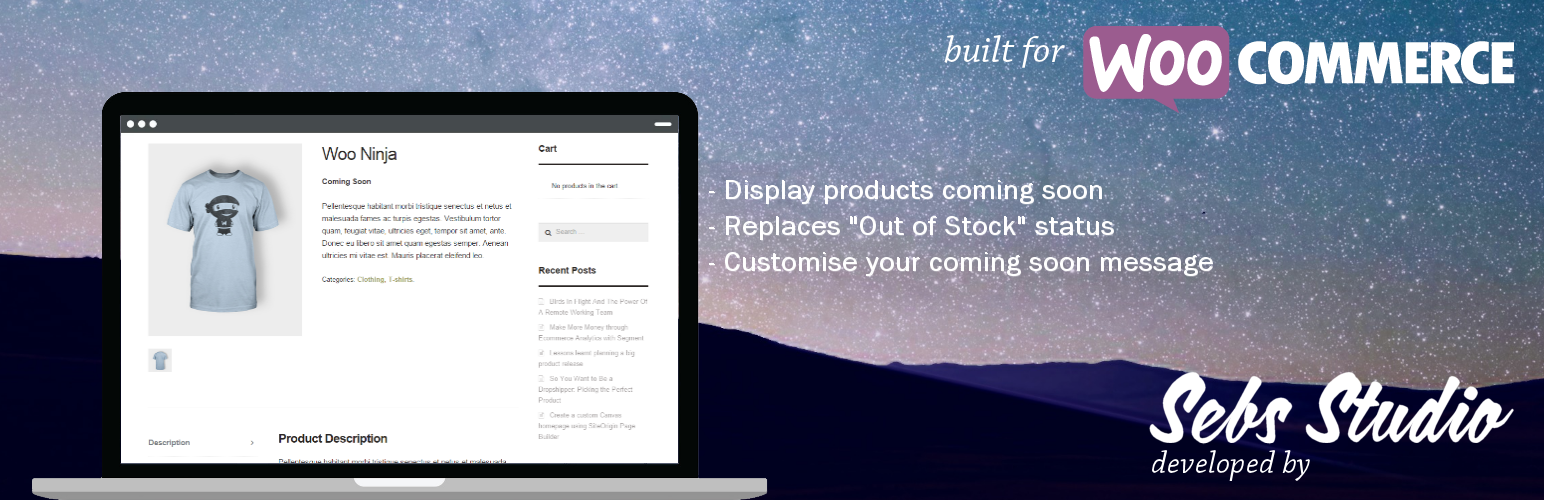 built for WOO COMMERCE
- Display products coming soon
- Replaces "Out of Stock" status
- Customise your coming soon message
Sebs Studio
developed by
Woo Ninja
Coming Soon
Pellentesque habitant morbi tristique senectus et netus et
malesuada fames ac turpis egestas. Vestibulum tortor
quam, feugiat vitae, ultricies eget, tempor sit amet, ante.
Donec eu libero sit amet quam egestas semper. Aenean
ultricies mi vitae est. Mauris placerat eleifend leo.
Categories: Clothing, T-shirts.
Cart
No products in the cart
Search ...
Recent Posts
Birds In Flight And The Power Of
A Remote Working Team
Make More Money through
Ecommerce Analytics with Segment
Lessons learnt planning a big
product release
So You Want to Be a
Dropshipper: Picking the Perfect
Product
Create a custom Canvas
homepage using SiteOrigin Page
Builder
Description
Product Description
Pellentesque habitant morbi tristique senectus et netus et malesuada